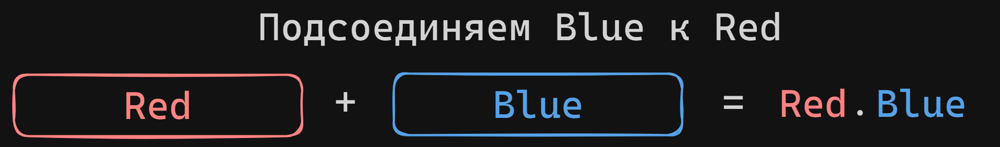 Подсоединяем Blue к Red
Red + Blue = Red.Blue